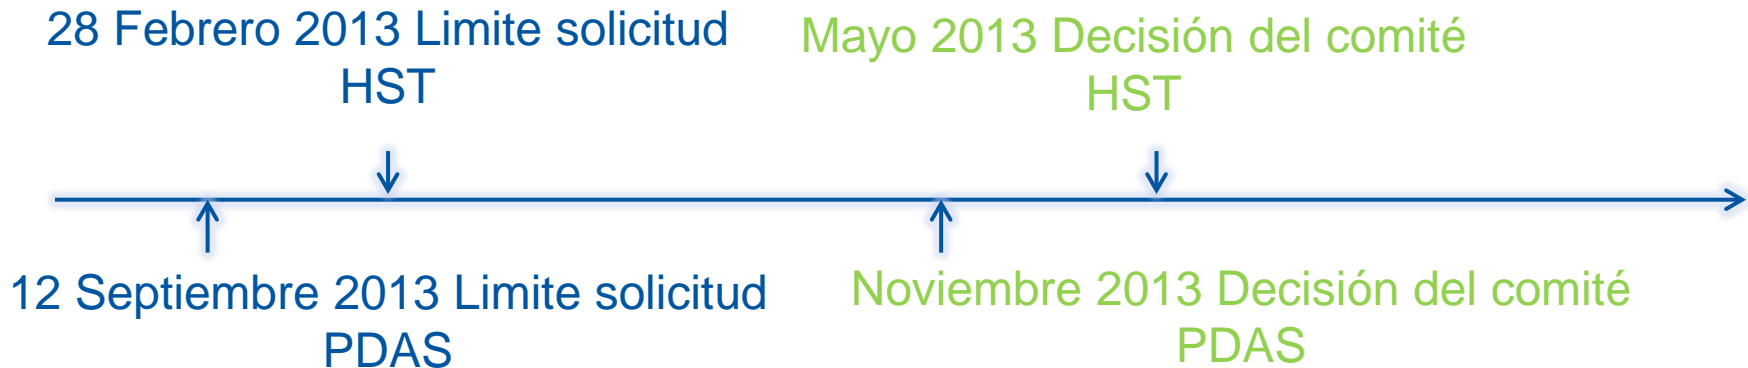 28 Febrero 2013 Limite solicitud
HST
Mayo 2013 Decisión del comité
HST
12 Septiembre 2013 Limite solicitud
PDAS
Noviembre 2013 Decisión del comité
PDAS